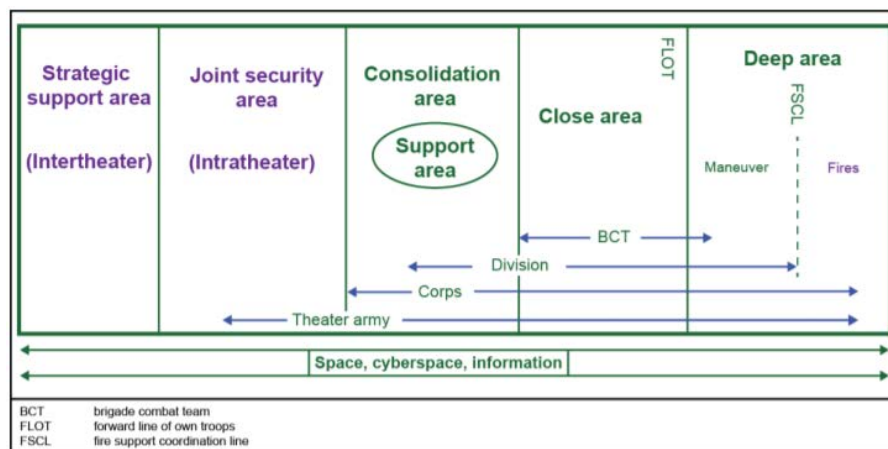 Strategic
support area
(Intertheater)
Joint security
area
(Intratheater)
Consolidation
area
Support
area
Close area
FLOT
Deep area
FSCL
Maneuver
Fires
BCT
Division
Corps
Theater army
Space, cyberspace, information
BCT brigade combat team
FLOT forward line of own troops
FSCL fire support coordination line